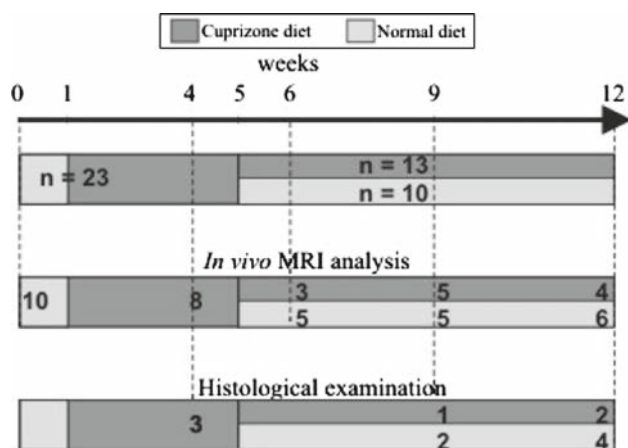 Cuprizone diet Normal diet
weeks
0 1 4 5 6 9 12
n = 23
n = 13
n = 10
In vivo MRI analysis
10 8 3 5 4
5 5 6
Histological examination
3 1 2
2 4